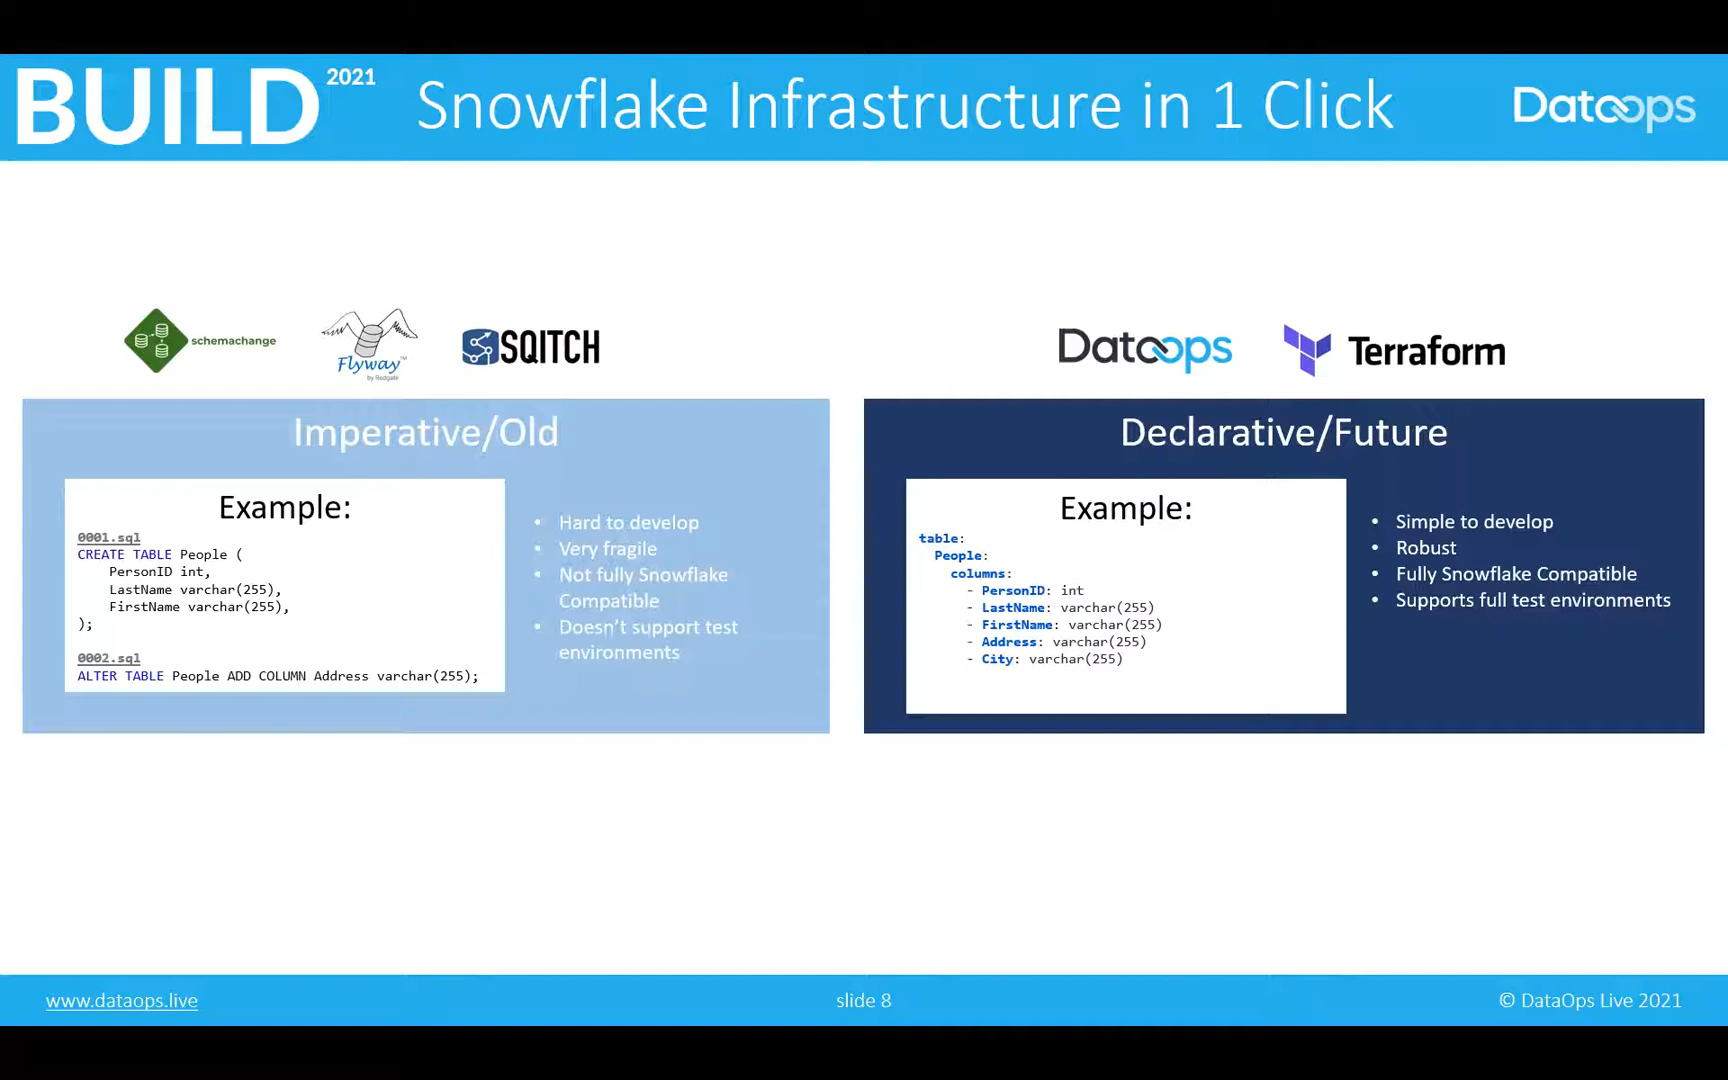 BUILD 2021 Snowflake Infrastructure in 1 Click Dataops
schemachange
Flyway™
by Redgate
SQITCH
Dataops
Terraform
Imperative/Old
Example:
0001.sql
CREATE TABLE People (
PersonID int,
LastName varchar(255),
FirstName varchar(255),
);
0002.sql
ALTER TABLE People ADD COLUMN Address varchar(255);
• Hard to develop
• Very fragile
• Not fully Snowflake
Compatible
• Doesn't support test
environments
Declarative/Future
Example:
table:
People:
columns:
- PersonID: int
- LastName: varchar(255)
- FirstName: varchar(255)
- Address: varchar(255)
- City: varchar(255)
• Simple to develop
• Robust
• Fully Snowflake Compatible
• Supports full test environments
www.dataops.live
slide 8
© DataOps Live 2021